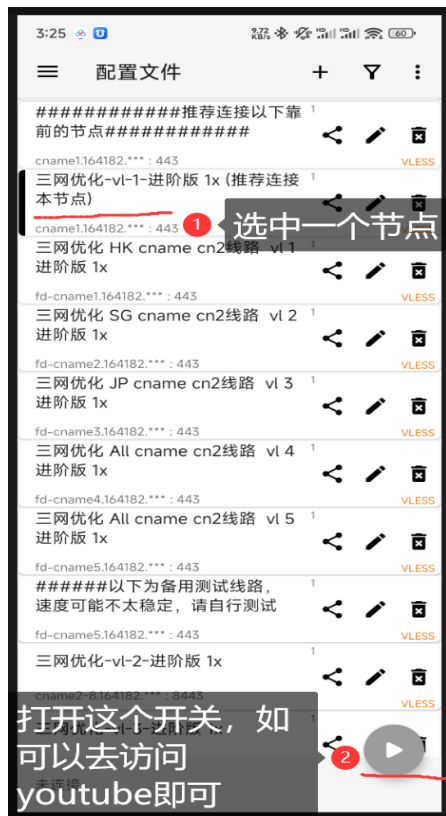 3:25
9.72
KB/s
HD
HD
60
配置文件
############推荐连接以下靠
前的节点############
1
cname1.164182.*** : 443
VLESS
三网优化-vl-1-进阶版 1x (推荐连接
本节点)
1
cname1.164182.*** : 443
1
选中一个节点
三网优化 HK cname cn2线路 vl 1
进阶版 1x
1
fd-cname1.164182.*** : 443
VLESS
三网优化 SG cname cn2线路 vl 2
进阶版 1x
1
fd-cname2.164182.*** : 443
VLESS
三网优化 JP cname cn2线路 vl 3
进阶版 1x
1
fd-cname3.164182.*** : 443
VLESS
三网优化 All cname cn2线路 vl 4
进阶版 1x
1
fd-cname4.164182.*** : 443
VLESS
三网优化 All cname cn2线路 vl 5
进阶版 1x
1
fd-cname5.164182.*** : 443
VLESS
######以下为备用测试线路，
速度可能不太稳定，请自行测试
1
fd-cname5.164182.*** : 443
VLESS
三网优化-vl-2-进阶版 1x
1
cname2-8.164182.*** : 8443
VLESS
打开这个开关，如
可以去访问
youtube即可
2
未连接